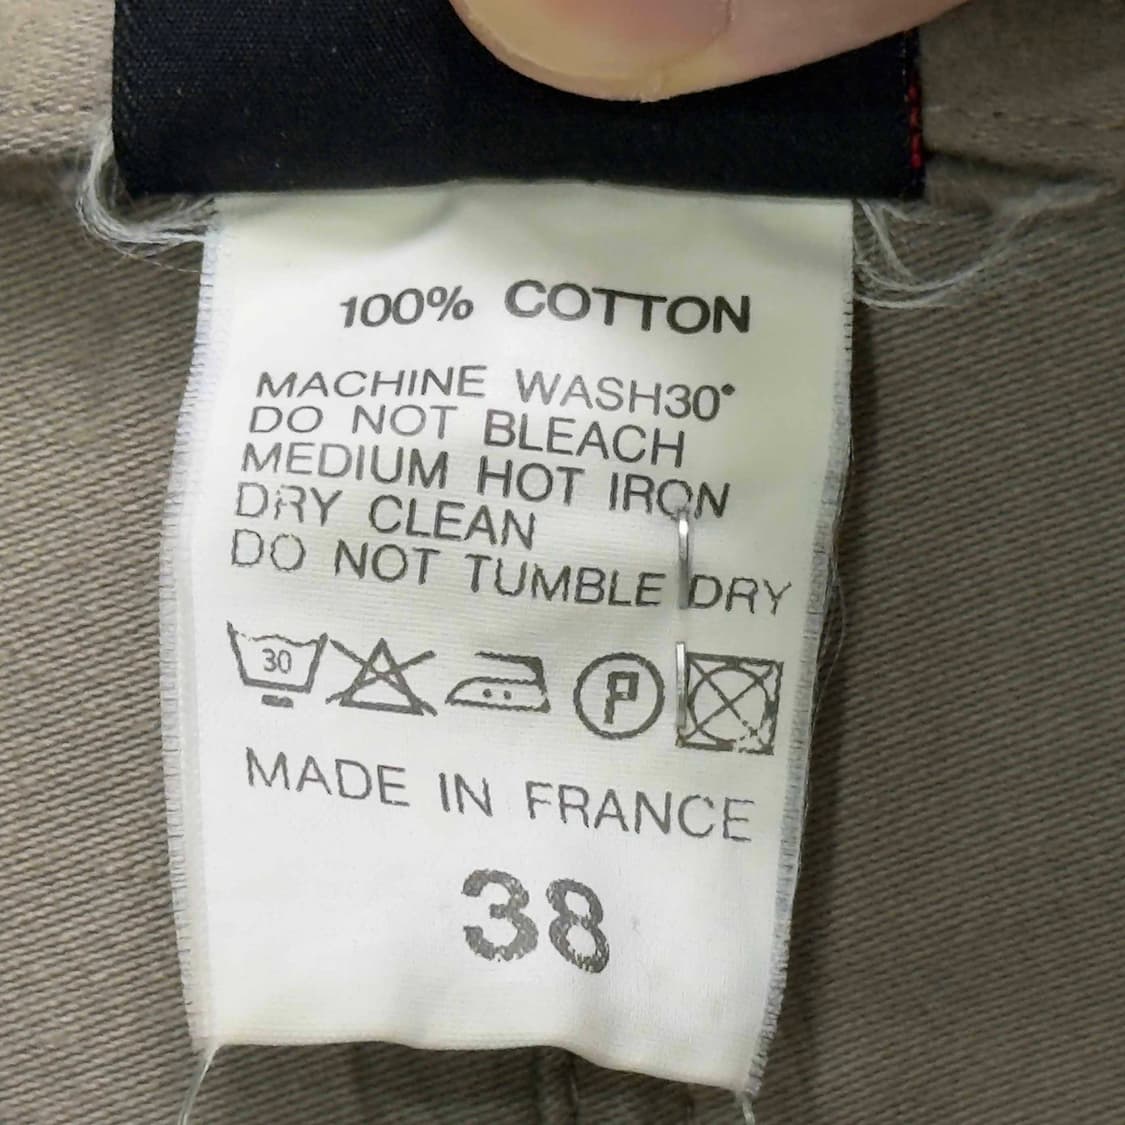 100% COTTON
MACHINE WASH30°
DO NOT BLEACH
MEDIUM HOT IRON
DRY CLEAN
DO NOT TUMBLE DRY
30 P
MADE IN FRANCE
38